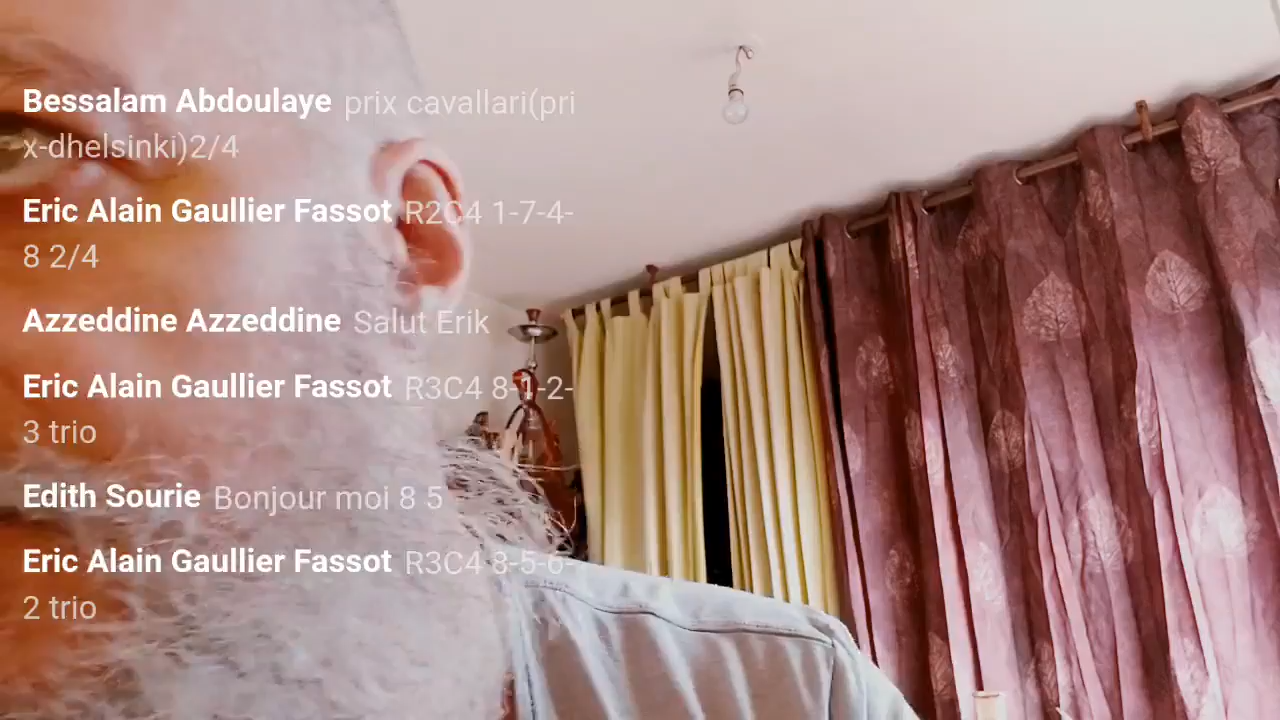 Bessalam Abdoulaye prix cavallari(pri
x-dhelsinki)2/4
Eric Alain Gaullier Fassot R2C4 1-7-4-
8 2/4
Azzeddine Azzeddine Salut Erik
Eric Alain Gaullier Fassot R3C4 8-1-2-
3 trio
Edith Sourie Bonjour moi 8 5
Eric Alain Gaullier Fassot R3C4 8-5-6-
2 trio